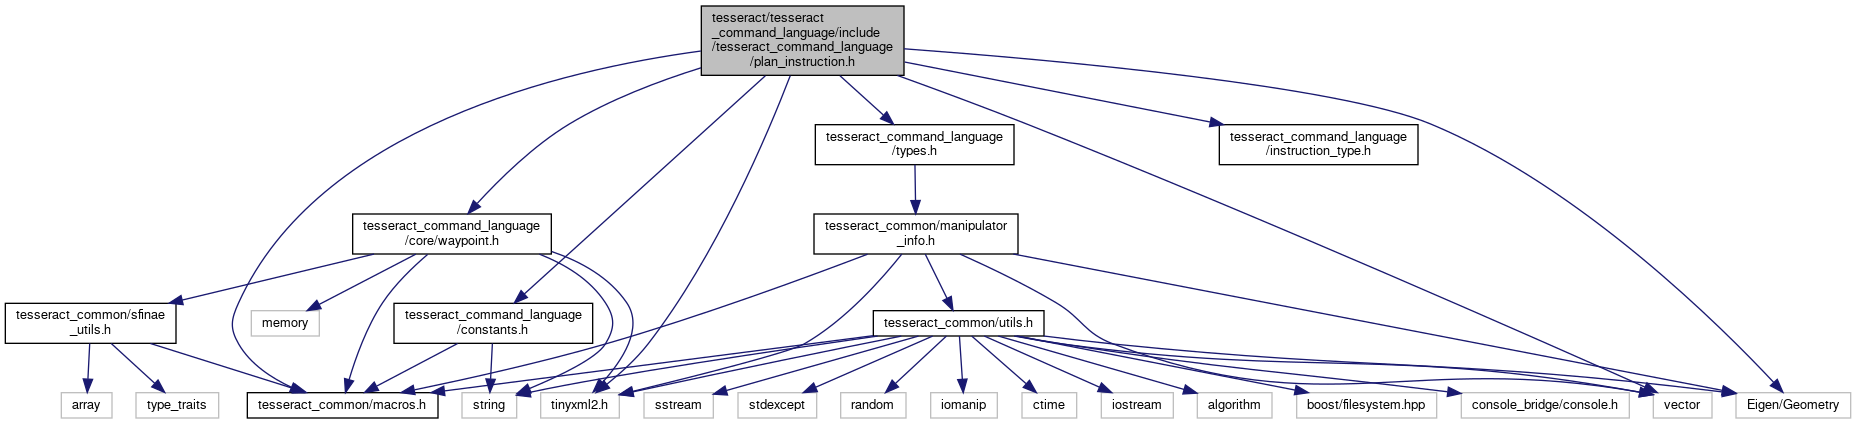 tesseract/tesseract
_command_language/include
/tesseract_command_language
/plan_instruction.h
tesseract_command_language
/types.h
tesseract_command_language
/instruction_type.h
tesseract_command_language
/core/waypoint.h
tesseract_common/manipulator
_info.h
tesseract_common/sfinae
_utils.h
memory
tesseract_command_language
/constants.h
tesseract_common/utils.h
array
type_traits
tesseract_common/macros.h
string
tinyxml2.h
sstream
stdexcept
random
iomanip
ctime
iostream
algorithm
boost/filesystem.hpp
console_bridge/console.h
vector
Eigen/Geometry